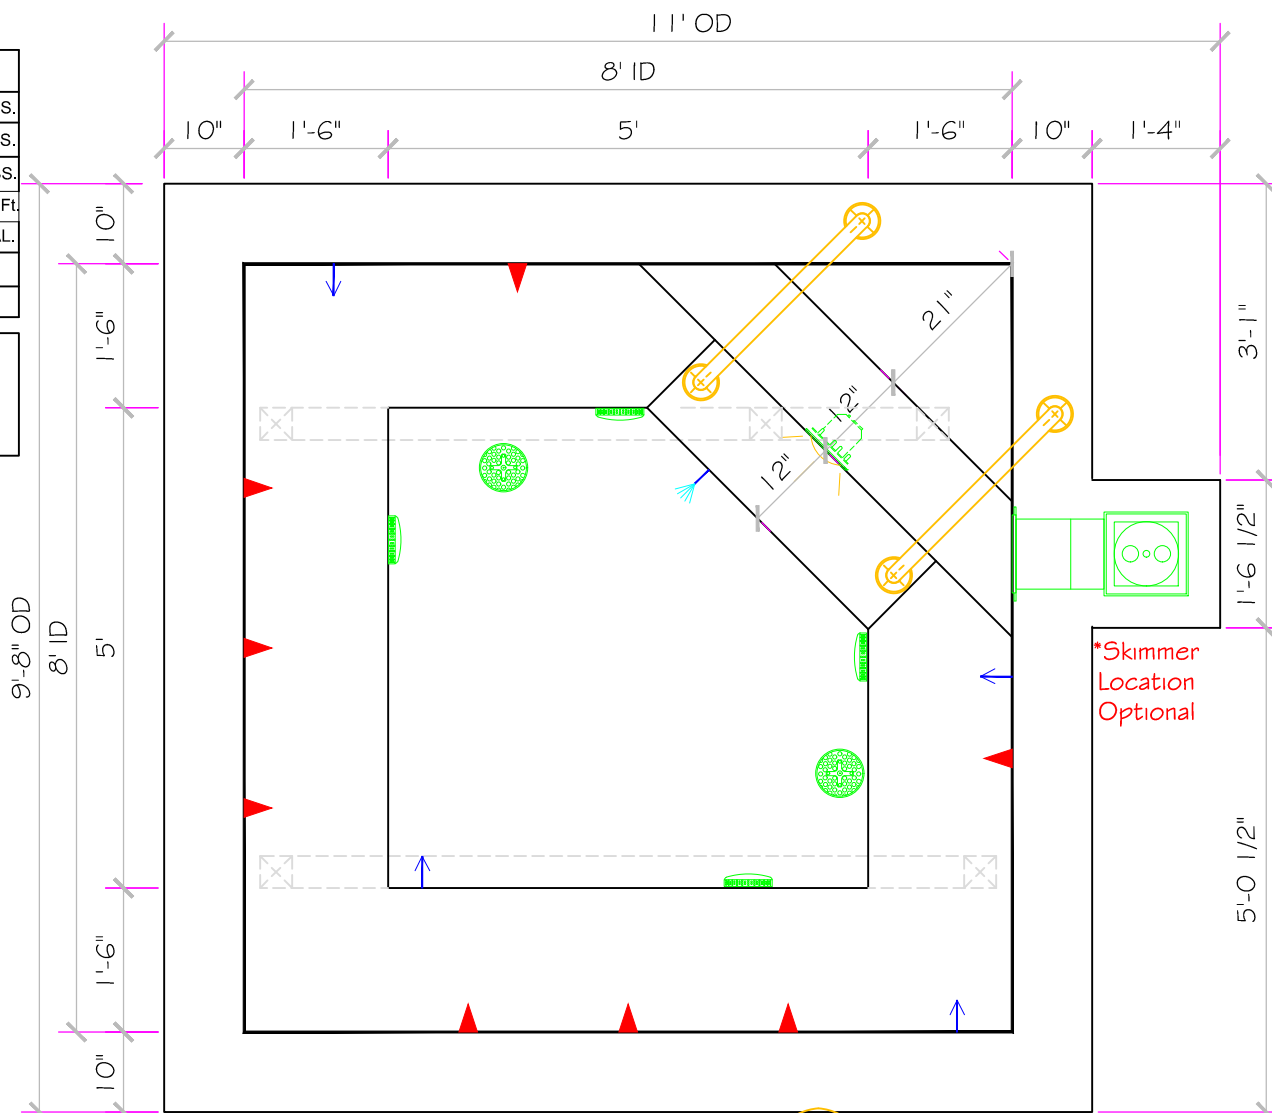 11' OD
8' ID
10"
1'-6"
5'
1'-6"
10"
1'-4"
S.
S.
S.
Ft.
L.
10"
1'-6"
5'
1'-6"
10"
8' ID
9'-8" OD
21"
12"
12"
3'-1"
1'-6 1/2"
5'-0 1/2"
*Skimmer
Location
Optional